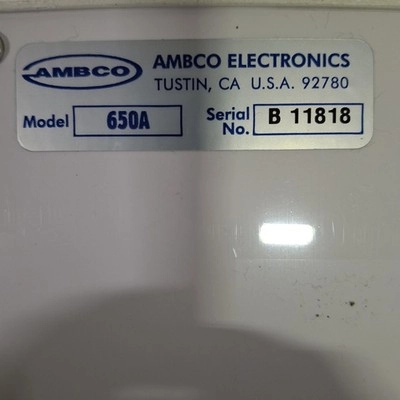 AMBCO
AMBCO ELECTRONICS
TUSTIN, CA U.S.A. 92780
Model 650A
Serial No. B 11818